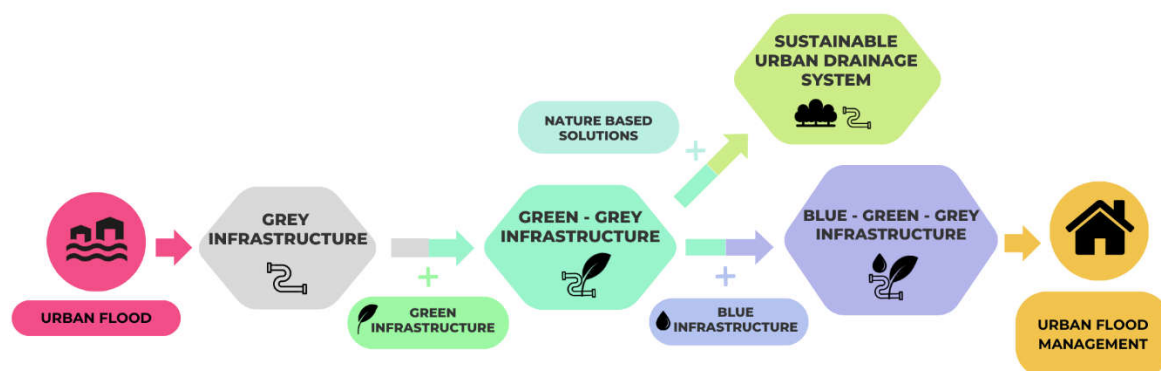 SUSTAINABLE
URBAN DRAINAGE
SYSTEM
NATURE BASED
SOLUTIONS
+
GREY
INFRASTRUCTURE
GREEN - GREY
INFRASTRUCTURE
BLUE - GREEN - GREY
INFRASTRUCTURE
+
+
URBAN FLOOD
GREEN
INFRASTRUCTURE
BLUE
INFRASTRUCTURE
URBAN FLOOD
MANAGEMENT